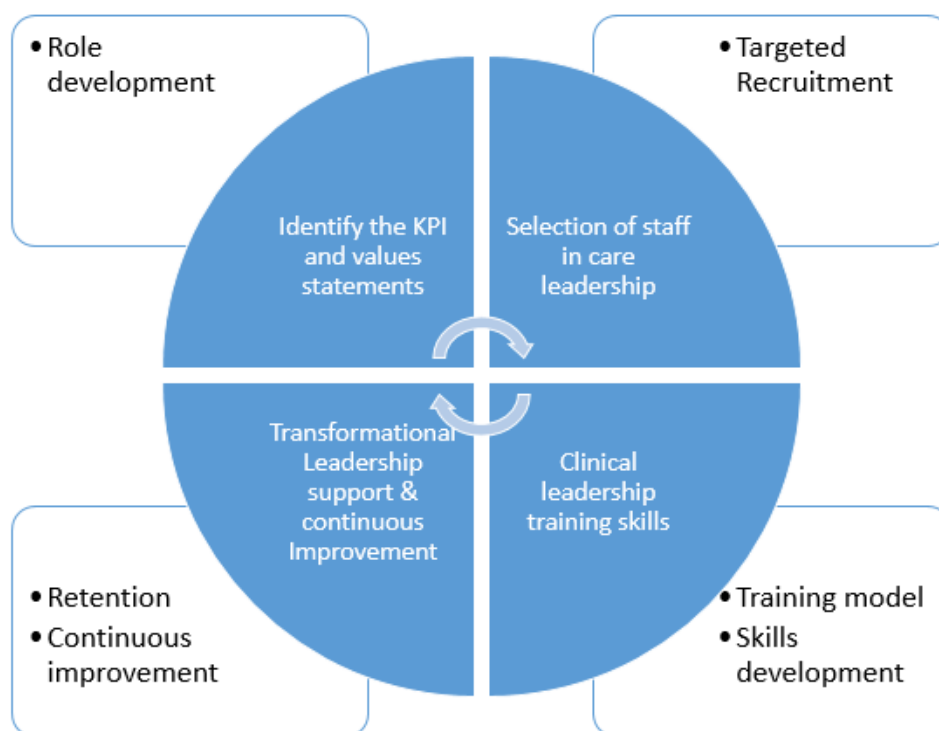 • Role
development
• Targeted
Recruitment
Identify the KPI
and values
statements
Selection of staff
in care
leadership
Transformational
Leadership
support &
continuous
Improvement
Clinical
leadership
training skills
• Retention
• Continuous
improvement
• Training model
• Skills
development